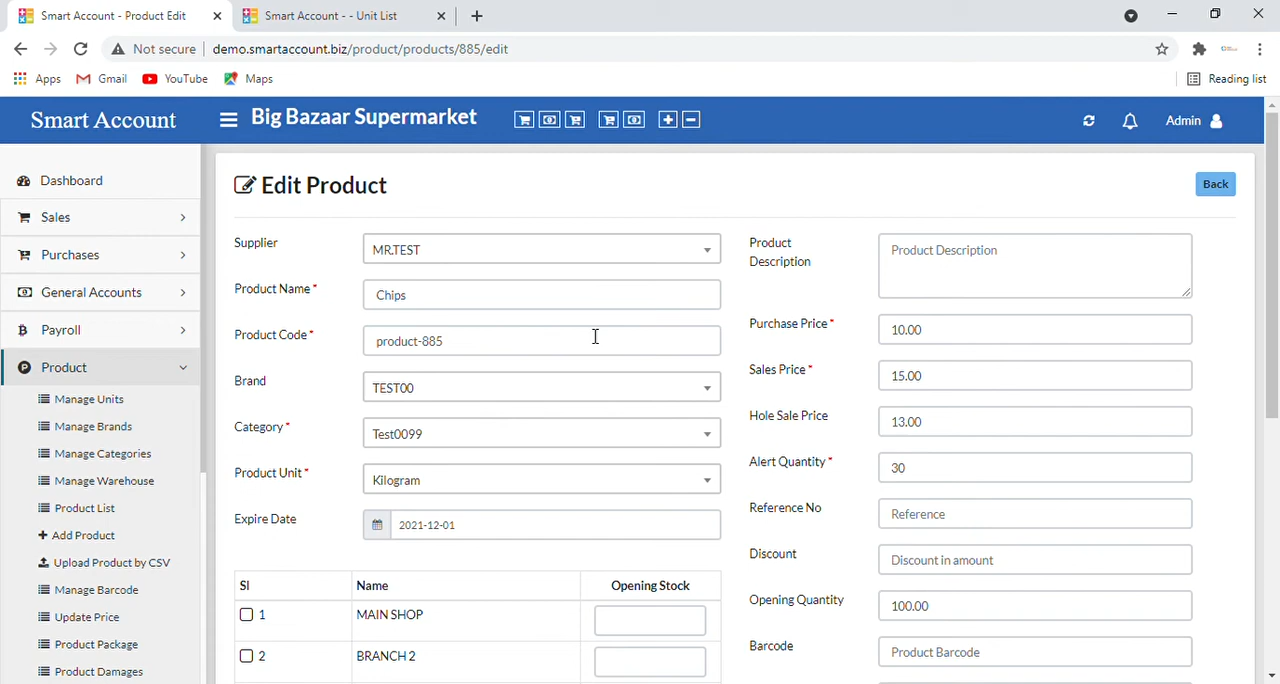 Smart Account - Product Edit
Smart Account - - Unit List
Not secure
demo.smartaccount.biz/product/products/885/edit
Apps
Gmail
YouTube
Maps
Reading list
Smart Account
Big Bazaar Supermarket
Admin
Dashboard
Sales
Purchases
General Accounts
Payroll
Product
Manage Units
Manage Brands
Manage Categories
Manage Warehouse
Product List
Add Product
Upload Product by CSV
Manage Barcode
Update Price
Product Package
Product Damages
Edit Product
Back
Supplier
MR.TEST
Product Name*
Chips
Product Code*
product-885
Brand
TEST00
Category*
Test0099
Product Unit*
Kilogram
Expire Date
2021-12-01
Sl Name Opening Stock
1 MAIN SHOP
2 BRANCH 2
Product
Description
Product Description
Purchase Price*
10.00
Sales Price*
15.00
Hole Sale Price
13.00
Alert Quantity*
30
Reference No
Reference
Discount
Discount in amount
Opening Quantity
100.00
Barcode
Product Barcode